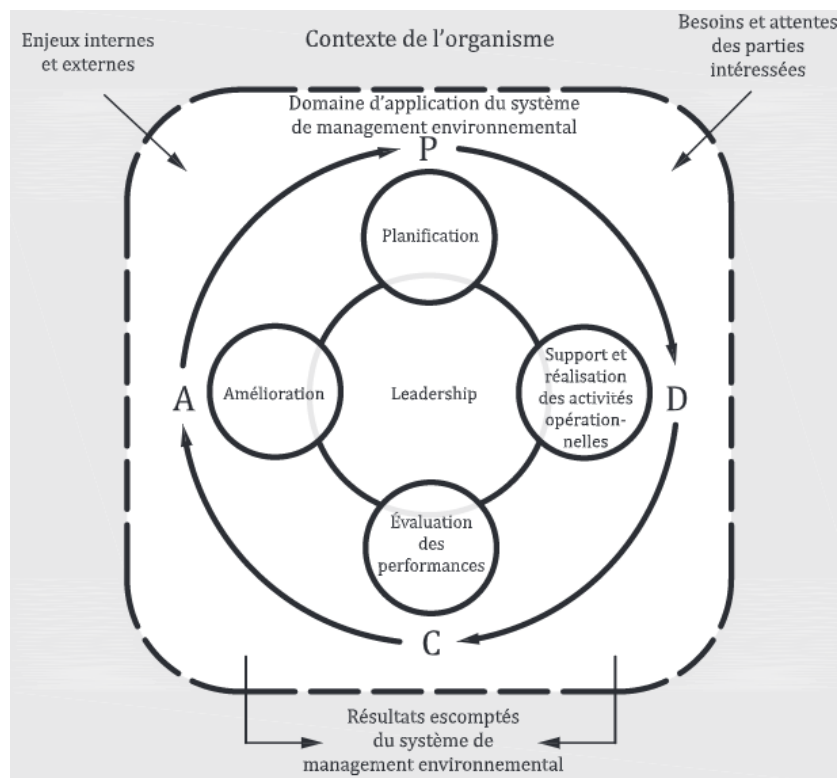 Enjeux internes
et externes
Contexte de l'organisme
Besoins et attentes
des parties
intéressées
Domaine d'application du système
de management environnemental
P
Planification
Amélioration
Leadership
Support et
réalisation
des activités
opération-
nelles
A
D
Évaluation
des
performances
C
Résultats escomptés
du système de
management environnemental